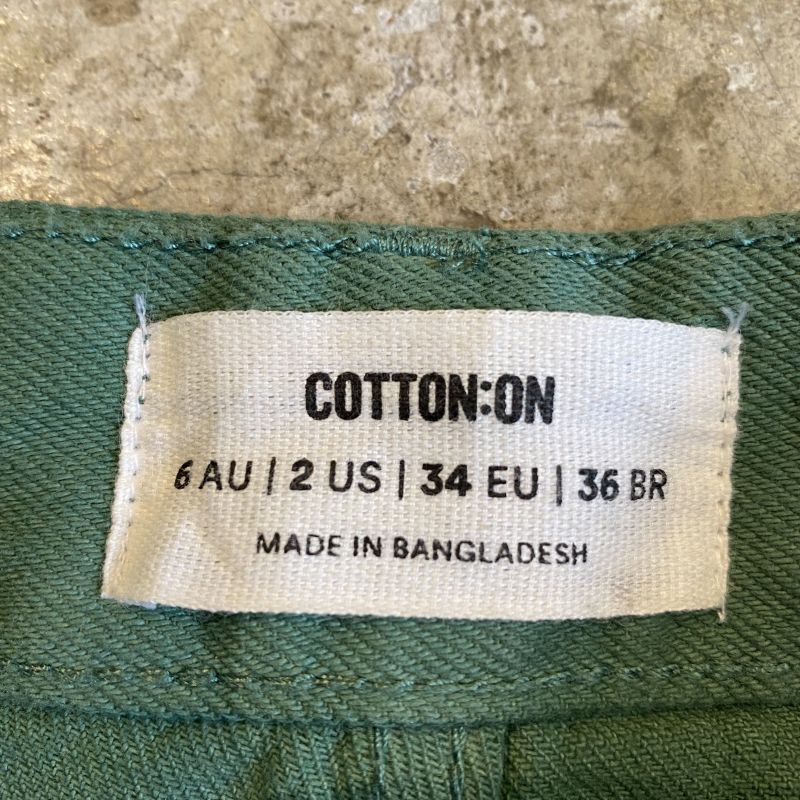 COTTON:ON
6 AU | 2 US | 34 EU | 36 BR
MADE IN BANGLADESH